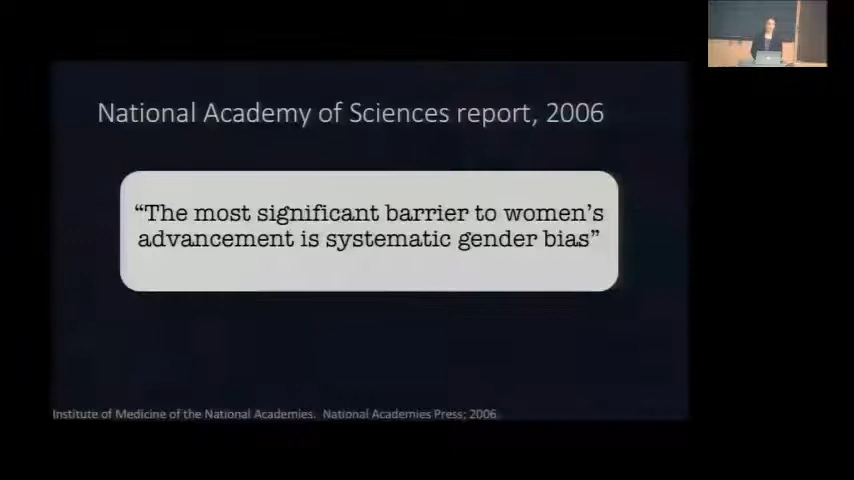 National Academy of Sciences report, 2006
“The most significant barrier to women’s
advancement is systematic gender bias”
Institute of Medicine of the National Academies. National Academies Press; 2006